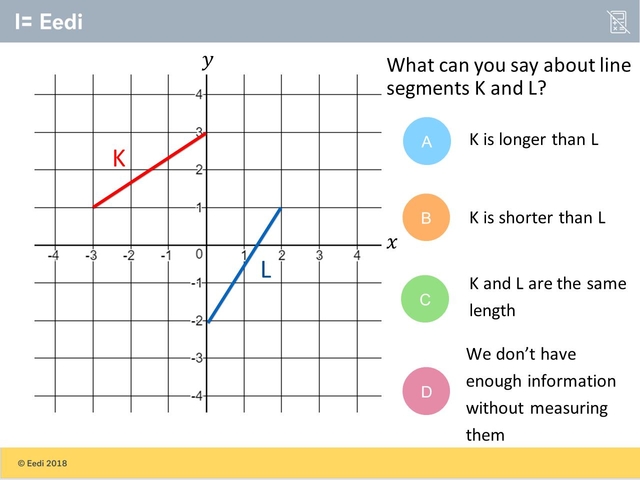 I= Eedi
What can you say about line
segments K and L?
y
4
3
2
1
0
-4
-3
-2
-1
1
2
3
4
x
-1
-2
-3
-4
K
L
A
K is longer than L
B
K is shorter than L
C
K and L are the same
length
D
We don’t have
enough information
without measuring
them
© Eedi 2018